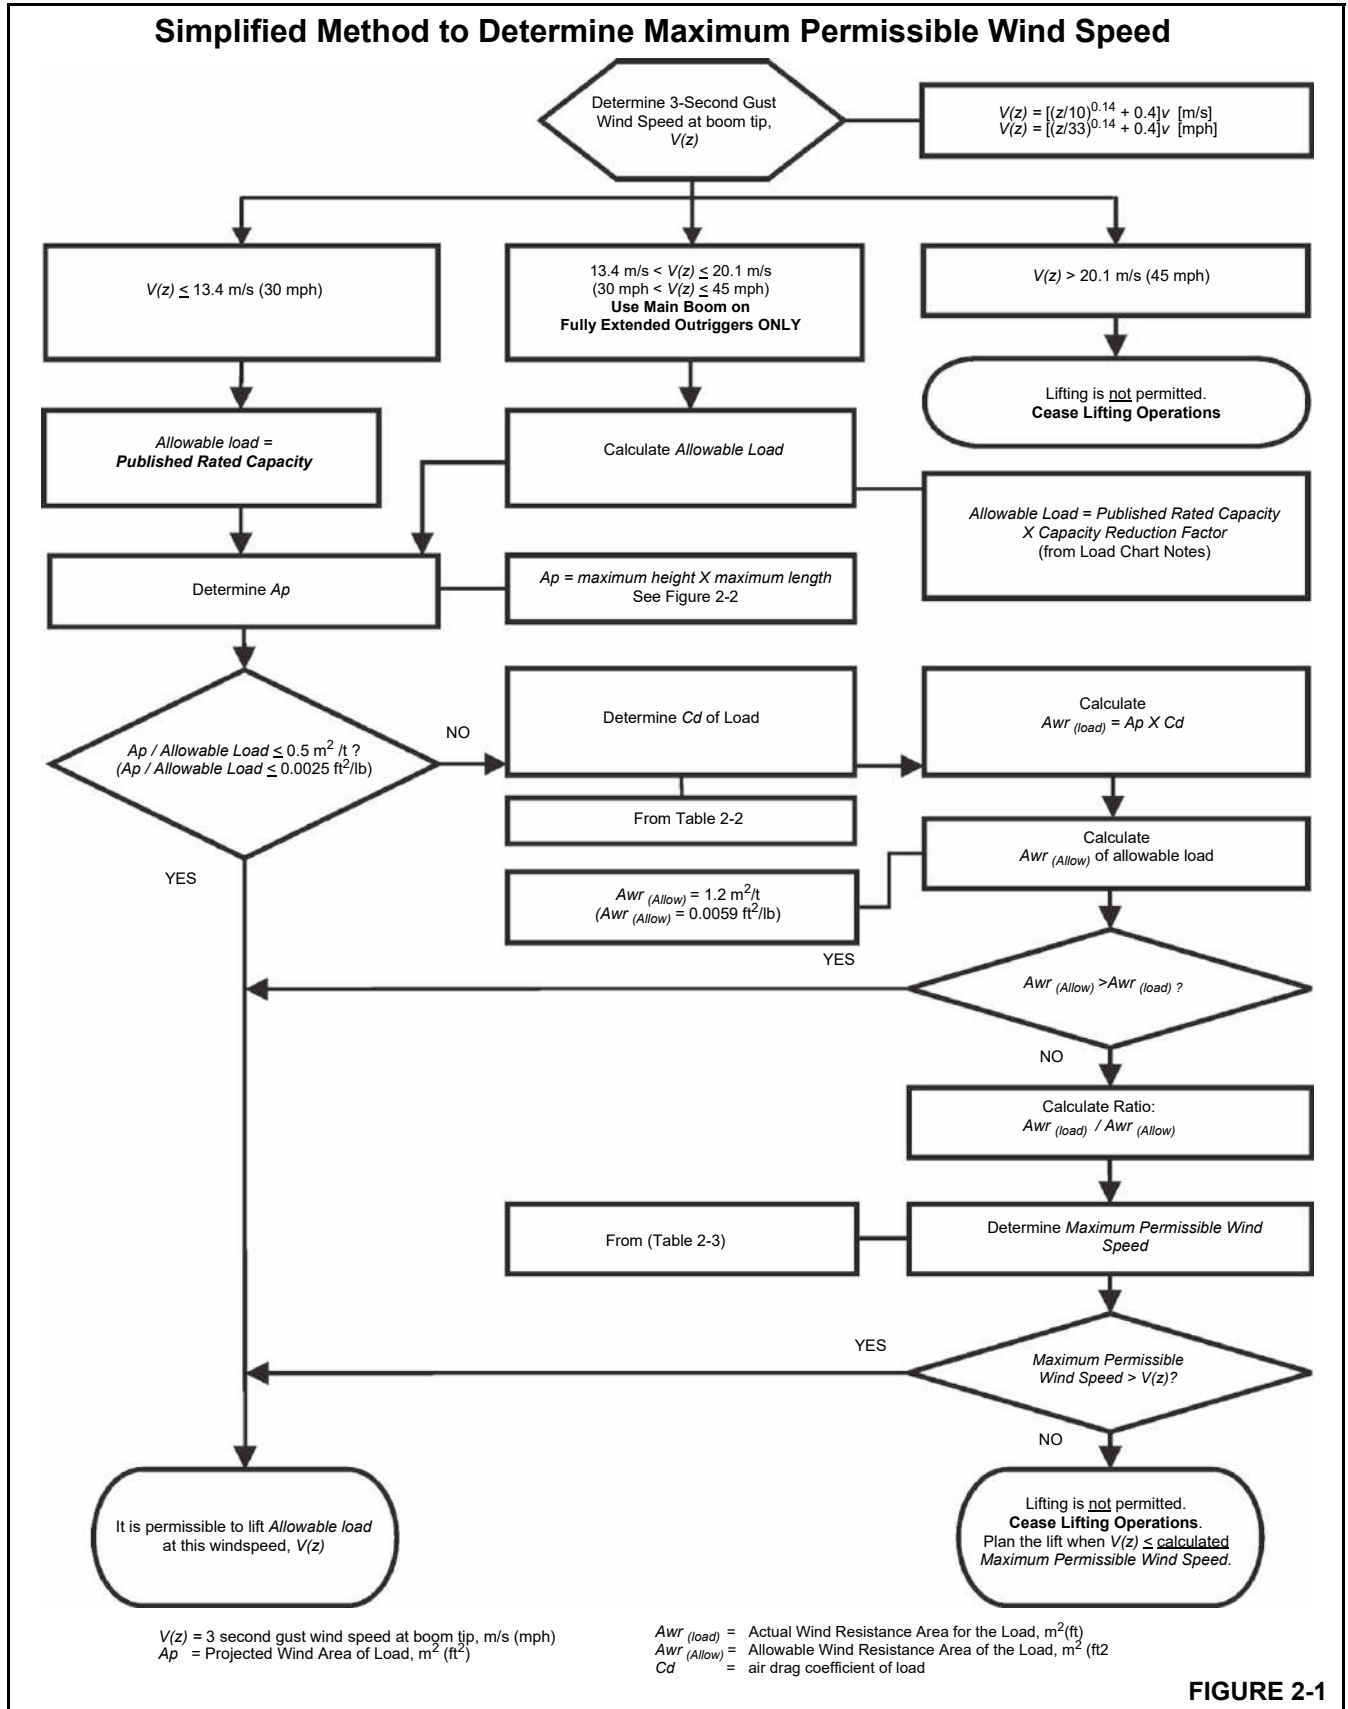 Simplified Method to Determine Maximum Permissible Wind Speed
Determine 3-Second Gust
Wind Speed at boom tip,
V(z)
V(z) = [(z/10)^0.14 + 0.4]v [m/s]
V(z) = [(z/33)^0.14 + 0.4]v [mph]
V(z) ≤ 13.4 m/s (30 mph)
13.4 m/s < V(z) ≤ 20.1 m/s
(30 mph < V(z) ≤ 45 mph)
Use Main Boom on
Fully Extended Outriggers ONLY
V(z) > 20.1 m/s (45 mph)
Lifting is not permitted.
Cease Lifting Operations
Allowable load =
Published Rated Capacity
Calculate Allowable Load
Allowable Load = Published Rated Capacity
X Capacity Reduction Factor
(from Load Chart Notes)
Determine Ap
Ap = maximum height X maximum length
See Figure 2-2
Ap / Allowable Load ≤ 0.5 m² /t ?
(Ap / Allowable Load ≤ 0.0025 ft²/lb)
NO
Determine Cd of Load
Calculate
Awr (load) = Ap X Cd
From Table 2-2
Calculate
Awr (Allow) of allowable load
YES
Awr (Allow) = 1.2 m²/t
(Awr (Allow) = 0.0059 ft²/lb)
YES
Awr (Allow) >Awr (load) ?
NO
Calculate Ratio:
Awr (load) / Awr (Allow)
From (Table 2-3)
Determine Maximum Permissible Wind
Speed
YES
Maximum Permissible
Wind Speed > V(z)?
NO
It is permissible to lift Allowable load
at this windspeed, V(z)
Lifting is not permitted.
Cease Lifting Operations.
Plan the lift when V(z) ≤ calculated
Maximum Permissible Wind Speed.
V(z) = 3 second gust wind speed at boom tip, m/s (mph)
Ap = Projected Wind Area of Load, m² (ft²)
Awr (load) = Actual Wind Resistance Area for the Load, m²(ft)
Awr (Allow) = Allowable Wind Resistance Area of the Load, m² (ft2
Cd = air drag coefficient of load
FIGURE 2-1